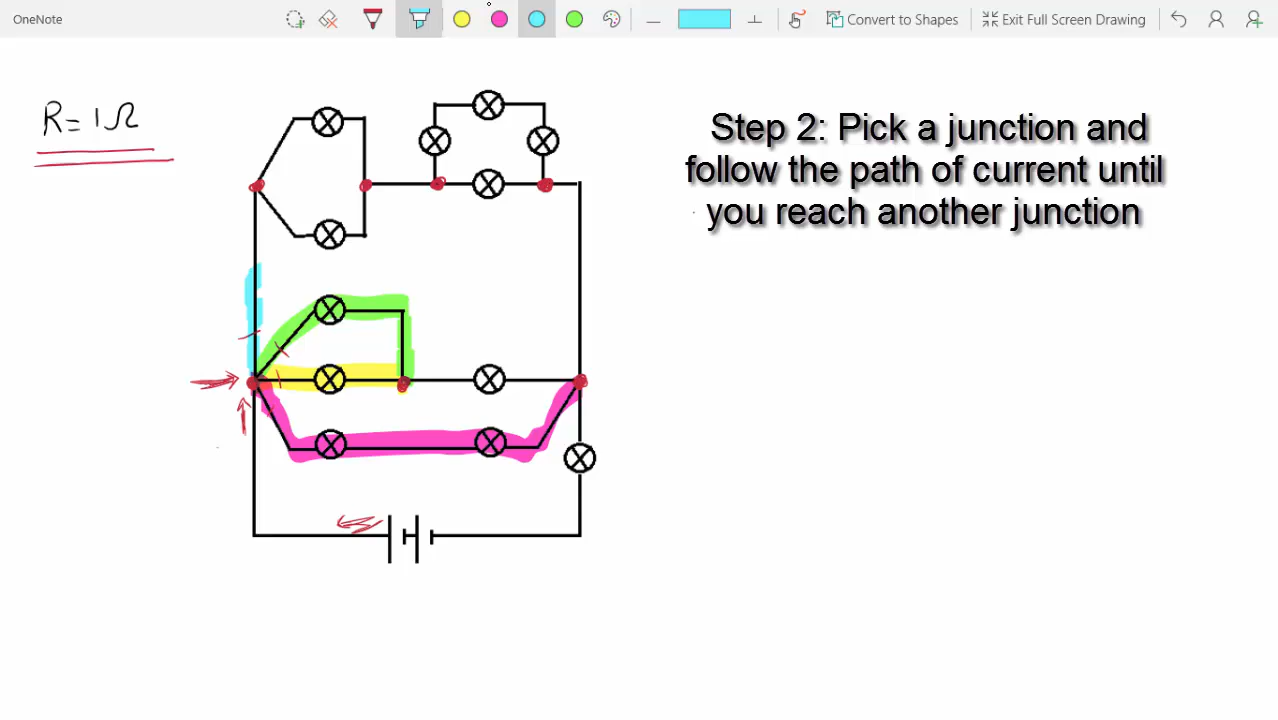 OneNote
Convert to Shapes
Exit Full Screen Drawing
R = 1 Ω
Step 2: Pick a junction and
follow the path of current until
you reach another junction